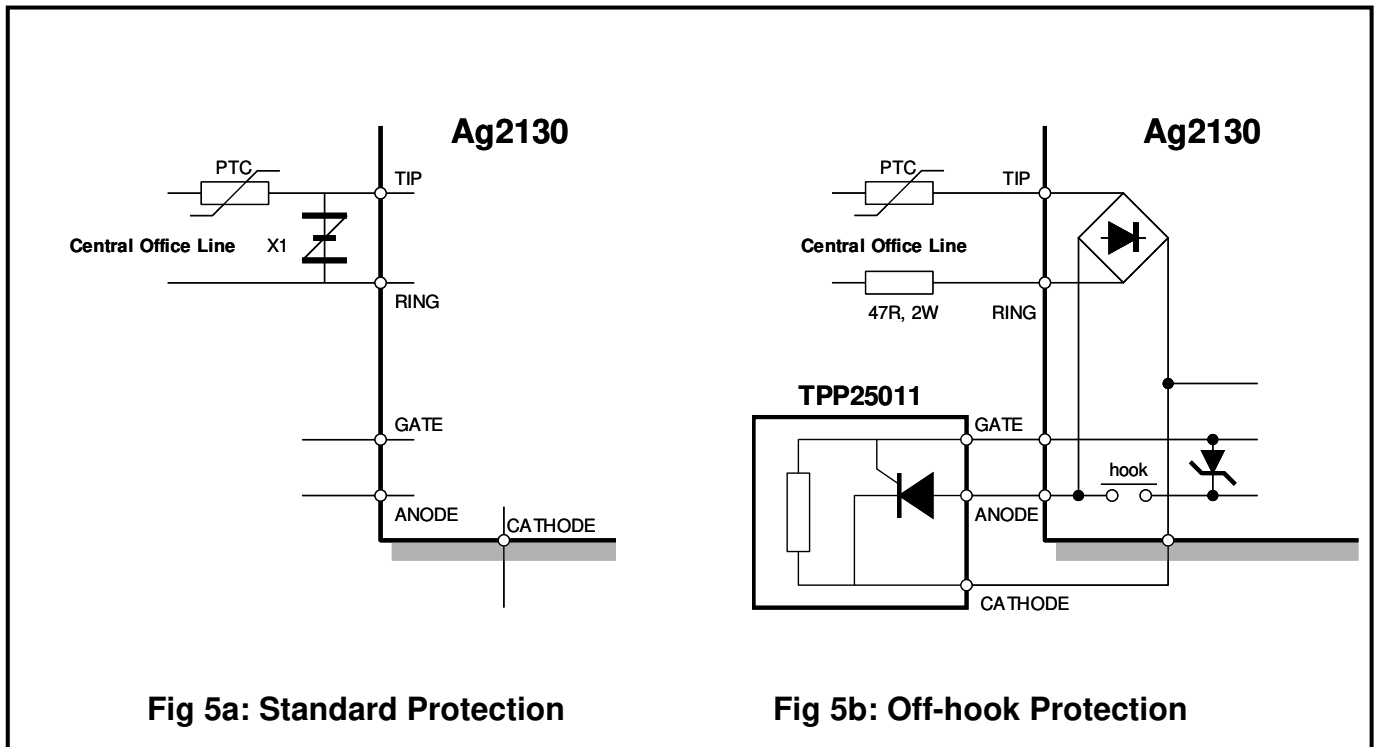 Ag2130
PTC
TIP
Central Office Line
X1
RING
GATE
ANODE
CATHODE
Fig 5a: Standard Protection
Ag2130
PTC
TIP
Central Office Line
47R, 2W
RING
TPP25011
GATE
hook
ANODE
CATHODE
Fig 5b: Off-hook Protection